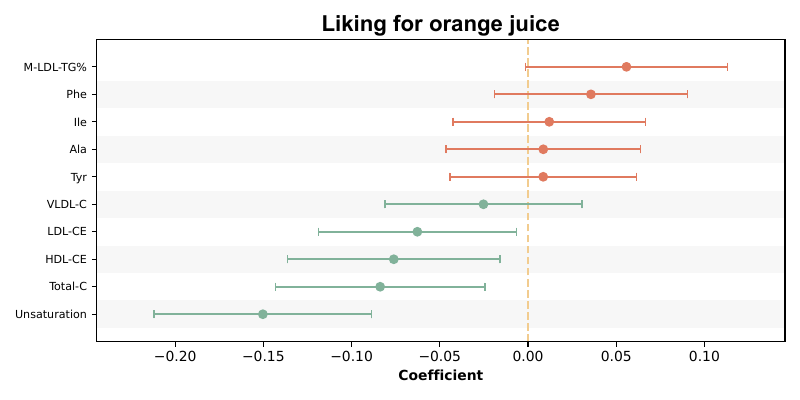 Liking for orange juice
M-LDL-TG%
Phe
Ile
Ala
Tyr
VLDL-C
LDL-CE
HDL-CE
Total-C
Unsaturation
−0.20 −0.15 −0.10 −0.05 0.00 0.05 0.10
Coefficient